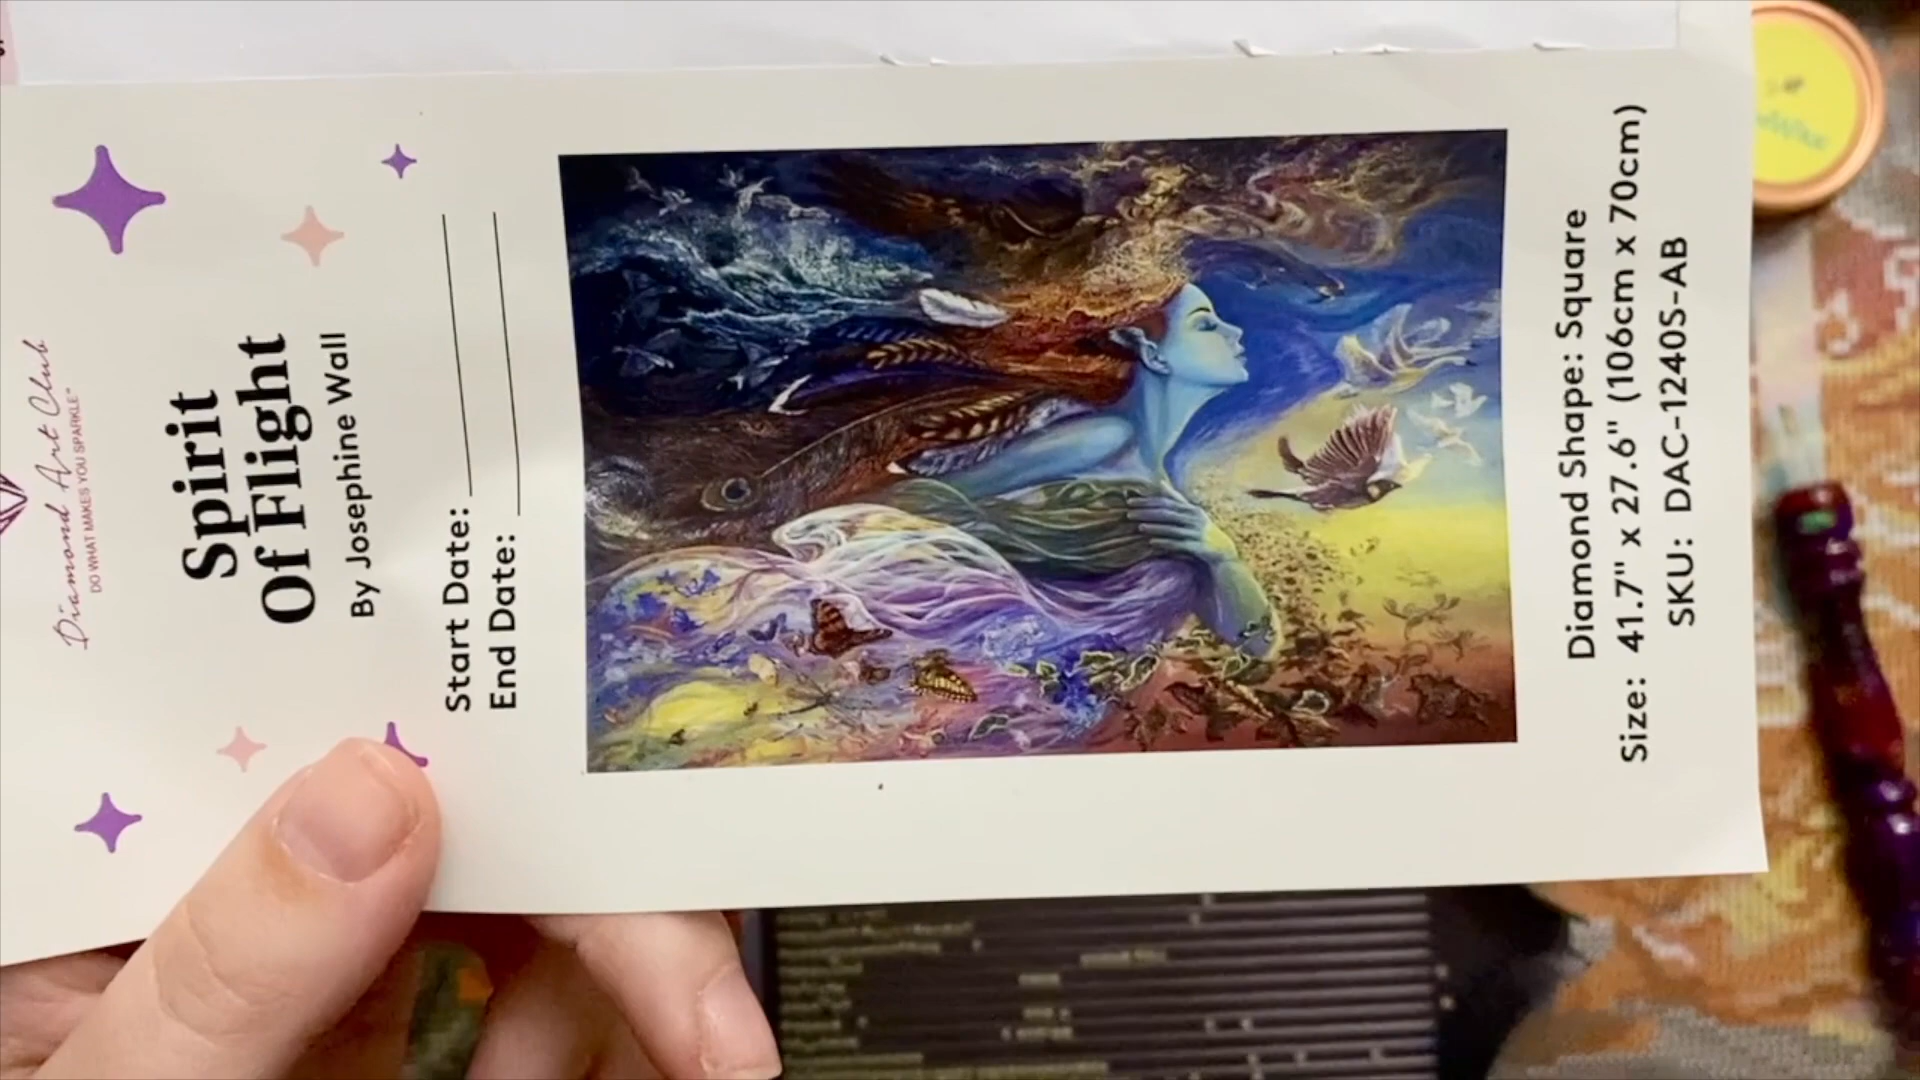 Diamond Art Club
DO WHAT MAKES YOU SPARKLE™
Spirit
Of Flight
By Josephine Wall
Start Date:
End Date:
Diamond Shape: Square
Size: 41.7" x 27.6" (106cm x 70cm)
SKU: DAC-1240S-AB